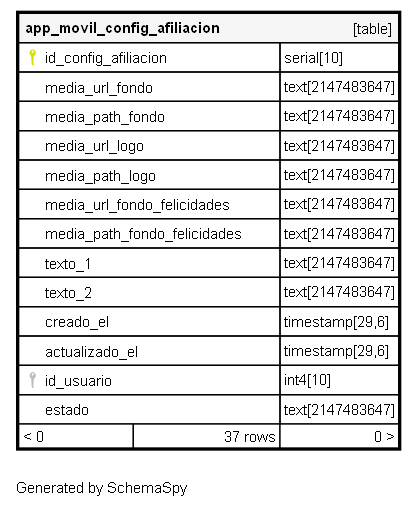 app_movil_config_afiliacion [table]
id_config_afiliacion serial[10]
media_url_fondo text[2147483647]
media_path_fondo text[2147483647]
media_url_logo text[2147483647]
media_path_logo text[2147483647]
media_url_fondo_felicidades text[2147483647]
media_path_fondo_felicidades text[2147483647]
texto_1 text[2147483647]
texto_2 text[2147483647]
creado_el timestamp[29,6]
actualizado_el timestamp[29,6]
id_usuario int4[10]
estado text[2147483647]
< 0 37 rows 0 >
Generated by SchemaSpy